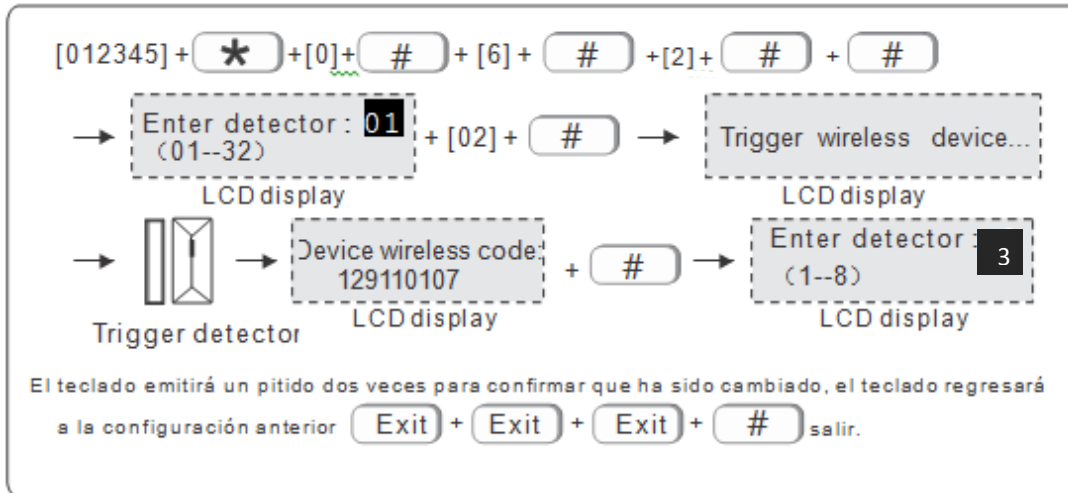 [012345] + * +[0]+ # + [6] + # +[2]+ # + #
Enter detector : 01
（01--32） + [02] + # Trigger wireless device...
LCD display LCD display
Device wireless code: Enter detector : 3
129110107 + # （1--8）
Trigger detector LCD display LCD display
El teclado emitirá un pitido dos veces para confirmar que ha sido cambiado, el teclado regresará
a la configuración anterior Exit + Exit + Exit + # salir.